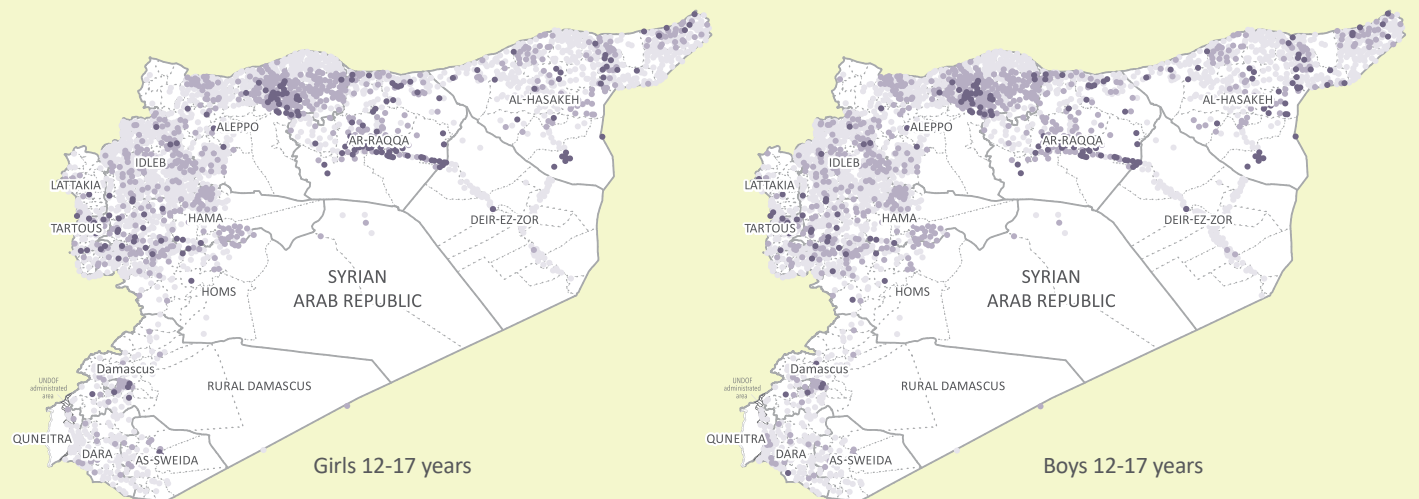 AL-HASAKEH
ALEPPO
AR-RAQQA
IDLEB
LATTAKIA
HAMA
TARTOUS
DEIR-EZ-ZOR
SYRIAN
ARAB REPUBLIC
HOMS
Damascus
RURAL DAMASCUS
UNDOF
administrated
area
QUNEITRA
DARA
AS-SWEIDA
Girls 12-17 years
AL-HASAKEH
ALEPPO
AR-RAQQA
IDLEB
LATTAKIA
HAMA
TARTOUS
DEIR-EZ-ZOR
SYRIAN
ARAB REPUBLIC
HOMS
Damascus
RURAL DAMASCUS
UNDOF
administrated
area
QUNEITRA
DARA
AS-SWEIDA
Boys 12-17 years